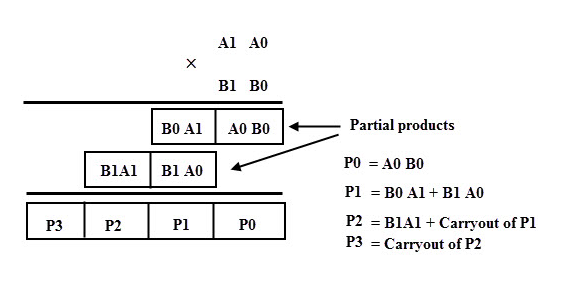 A1 A0
×
B1 B0
B0 A1 A0 B0
Partial products
B1A1 B1 A0
P0 = A0 B0
P1 = B0 A1 + B1 A0
P2 = B1A1 + Carryout of P1
P3 = Carryout of P2
P3 P2 P1 P0